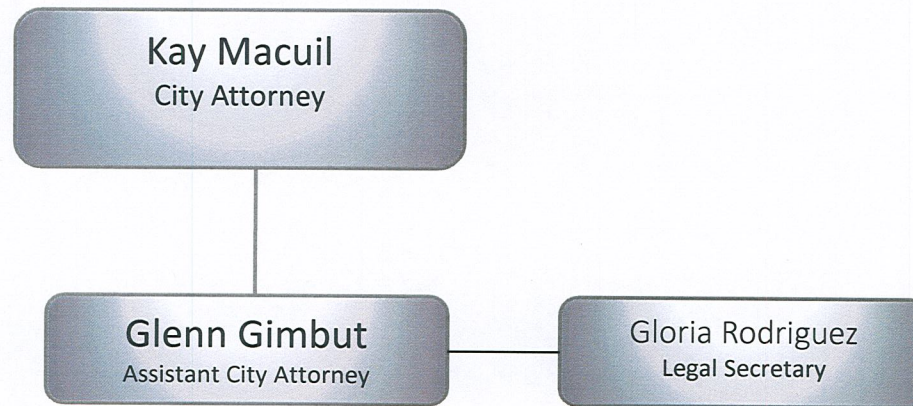 Kay Macuil
City Attorney
Glenn Gimbut
Assistant City Attorney
Gloria Rodriguez
Legal Secretary